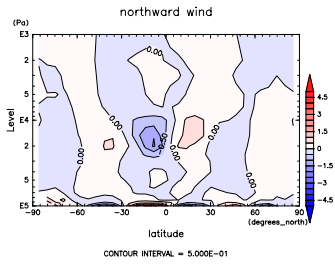 northward wind
(Pa)
E3
2
5
E4
2
5
E5
Level
0.00
0.00
0.00
0.00
0.00
-90
-60
-30
0
30
60
90
(degrees_north)
latitude
4.5
3
1.5
0
-1.5
-3
-4.5
CONTOUR INTERVAL = 5.000E-01